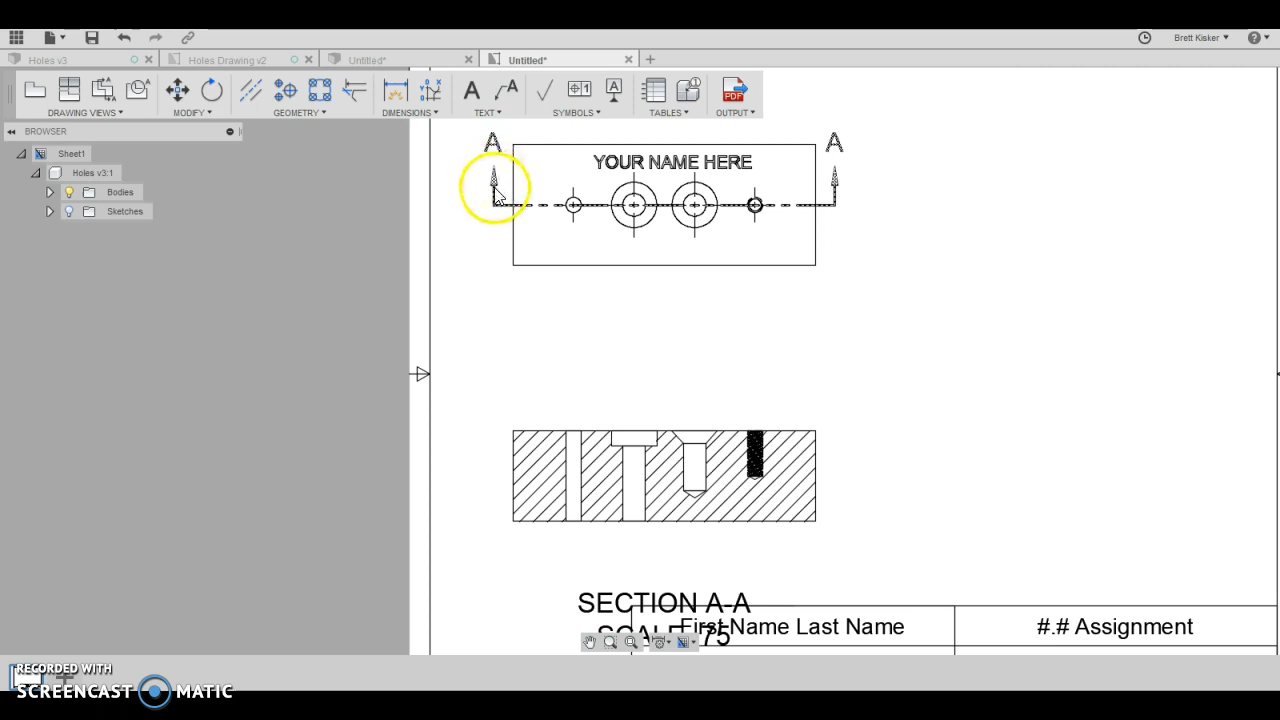 Brett Kisker
Holes v3
Holes Drawing v2
Untitled*
Untitled*
DRAWING VIEWS
MODIFY
GEOMETRY
DIMENSIONS
TEXT
SYMBOLS
TABLES
OUTPUT
BROWSER
Sheet1
Holes v3:1
Bodies
Sketches
A
A
YOUR NAME HERE
SECTION A-A
First Name Last Name
#.# Assignment
RECORDED WITH
SCREENCAST MATIC